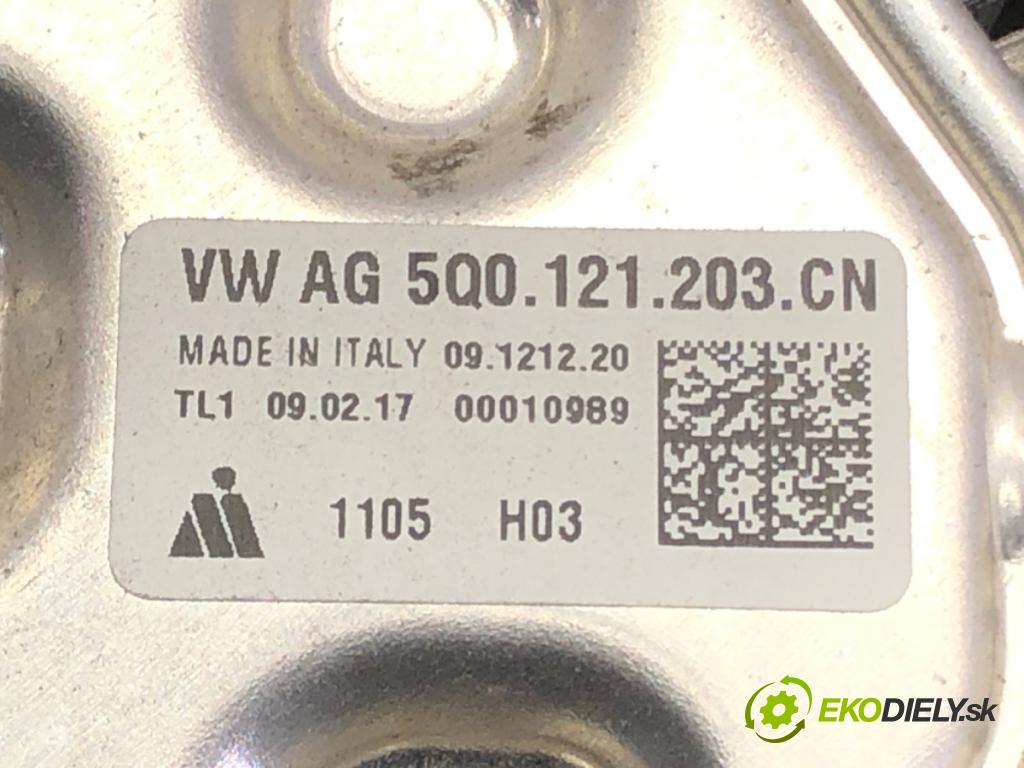 VW AG 5Q0.121.203.CN
MADE IN ITALY 09.1212.20
TL1 09.02.17 00010989
1105 H03
EKODIELY.sk